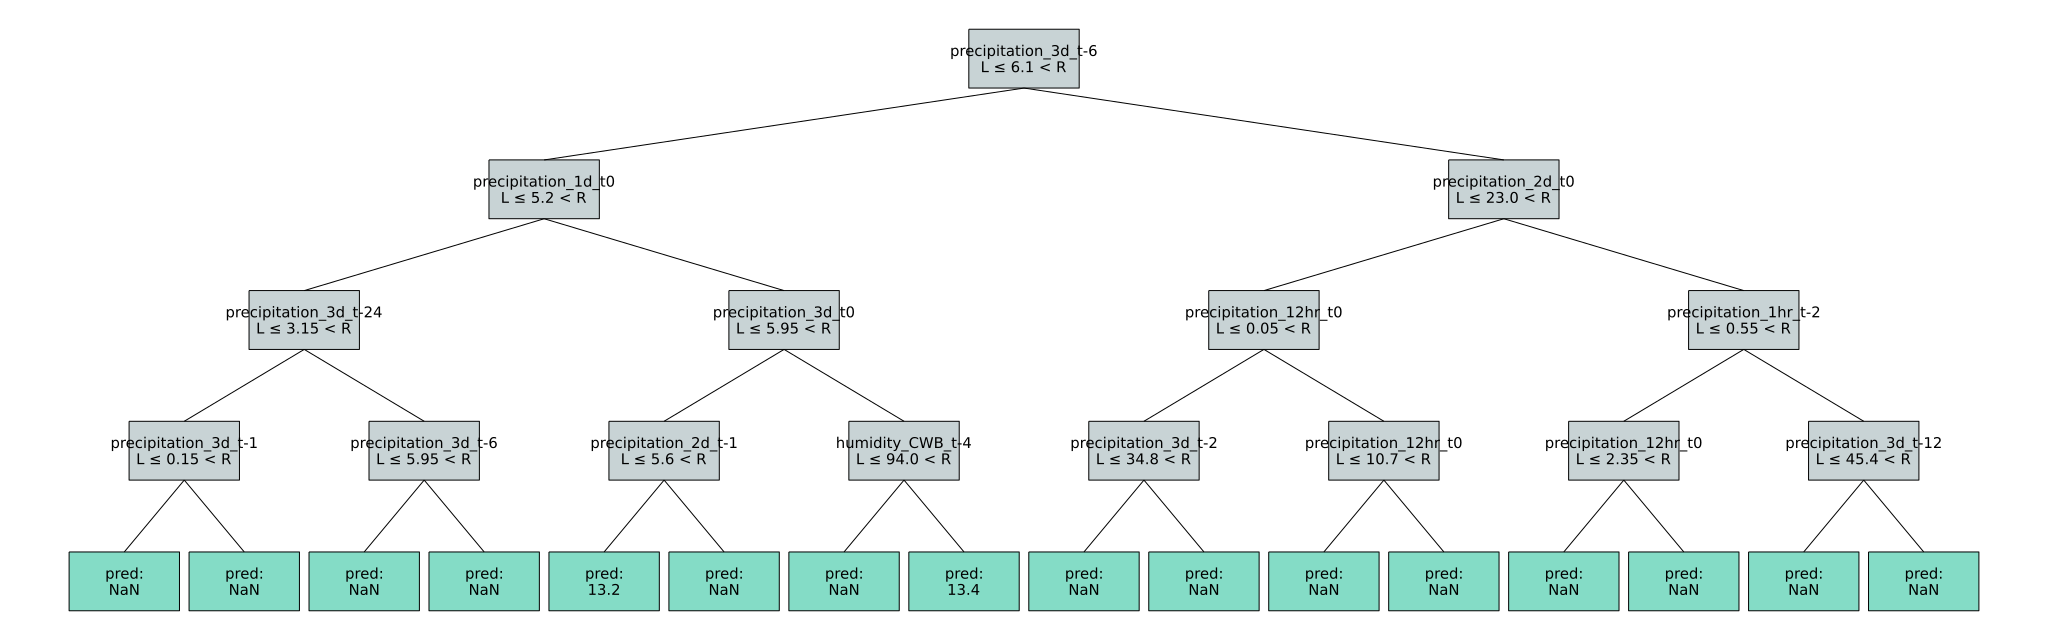 precipitation_3d_t-6
L ≤ 6.1 < R
precipitation_1d_t0
L ≤ 5.2 < R
precipitation_2d_t0
L ≤ 23.0 < R
precipitation_3d_t-24
L ≤ 3.15 < R
precipitation_3d_t0
L ≤ 5.95 < R
precipitation_12hr_t0
L ≤ 0.05 < R
precipitation_1hr_t-2
L ≤ 0.55 < R
precipitation_3d_t-1
L ≤ 0.15 < R
precipitation_3d_t-6
L ≤ 5.95 < R
precipitation_2d_t-1
L ≤ 5.6 < R
humidity_CWB_t-4
L ≤ 94.0 < R
precipitation_3d_t-2
L ≤ 34.8 < R
precipitation_12hr_t0
L ≤ 10.7 < R
precipitation_12hr_t0
L ≤ 2.35 < R
precipitation_3d_t-12
L ≤ 45.4 < R
pred:
NaN
pred:
NaN
pred:
NaN
pred:
NaN
pred:
13.2
pred:
NaN
pred:
NaN
pred:
13.4
pred:
NaN
pred:
NaN
pred:
NaN
pred:
NaN
pred:
NaN
pred:
NaN
pred:
NaN
pred:
NaN